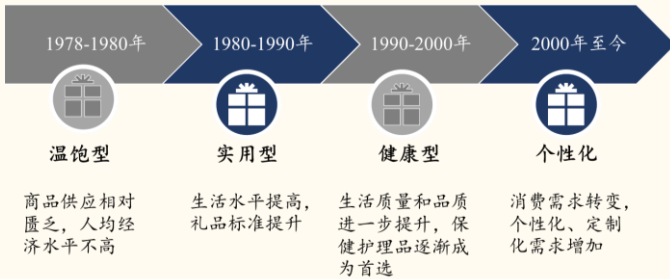 1978-1980年
1980-1990年
1990-2000年
2000年至今
温饱型
实用型
健康型
个性化
商品供应相对
匮乏，人均经
济水平不高
生活水平提高，
礼品标准提升
生活质量和品质
进一步提升，保
健护理品逐渐成
为首选
消费需求转变，
个性化、定制
化需求增加